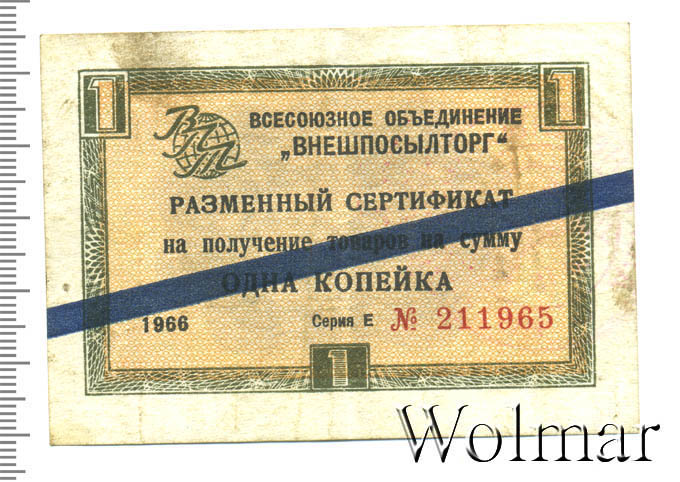 1 1
ВПТ
ВСЕСОЮЗНОЕ ОБЪЕДИНЕНИЕ
„ВНЕШПОСЫЛТОРГ“
РАЗМЕННЫЙ СЕРТИФИКАТ
на получение товаров на сумму
ОДНА КОПЕЙКА
1966 Серия Е № 211965
1
Wolmar